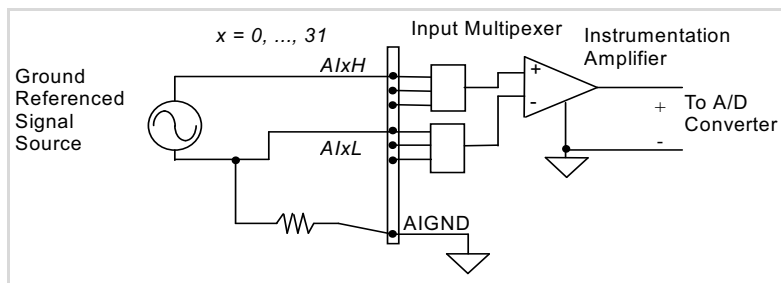 x = 0, ..., 31
Input Multipexer
Instrumentation
Amplifier
Ground
Referenced
Signal
Source
AIxH
AIxL
+
-
+
-
To A/D
Converter
AIGND